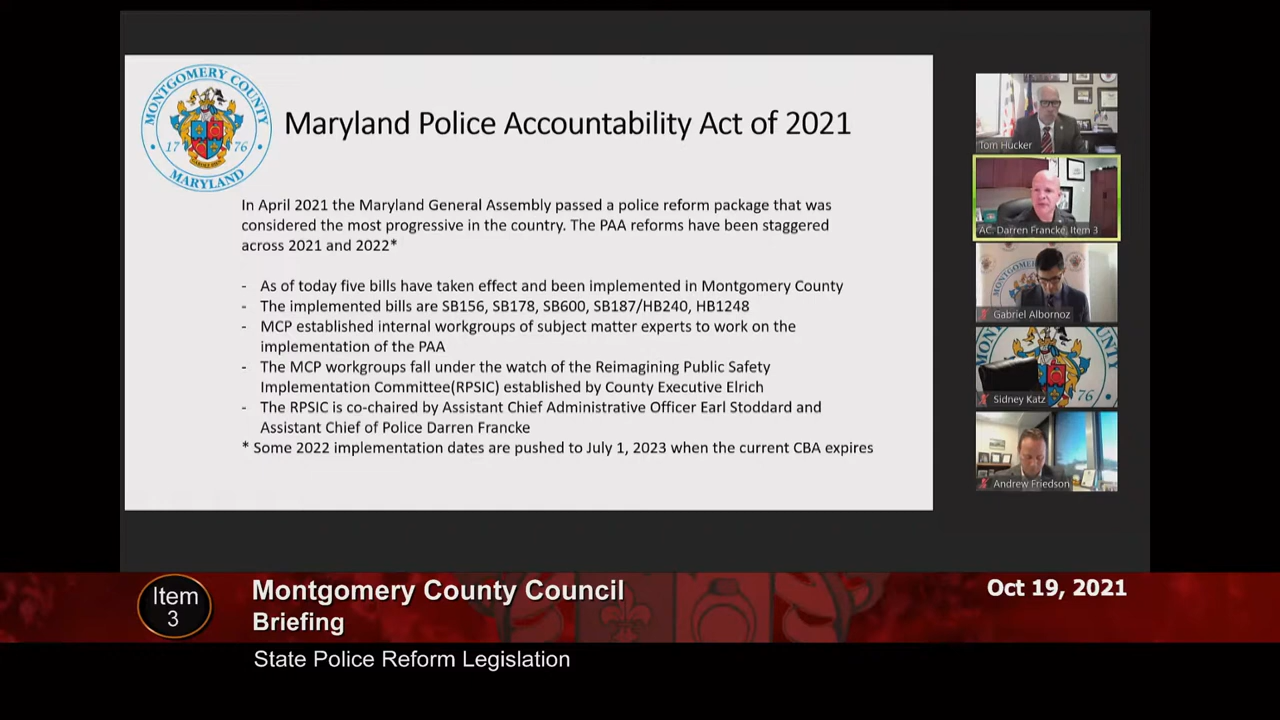 MONTGOMERY COUNTY
17 76
MARYLAND
Maryland Police Accountability Act of 2021
In April 2021 the Maryland General Assembly passed a police reform package that was
considered the most progressive in the country. The PAA reforms have been staggered
across 2021 and 2022*
- As of today five bills have taken effect and been implemented in Montgomery County
- The implemented bills are SB156, SB178, SB600, SB187/HB240, HB1248
- MCP established internal workgroups of subject matter experts to work on the
implementation of the PAA
- The MCP workgroups fall under the watch of the Reimagining Public Safety
Implementation Committee(RPSIC) established by County Executive Elrich
- The RPSIC is co-chaired by Assistant Chief Administrative Officer Earl Stoddard and
Assistant Chief of Police Darren Francke
* Some 2022 implementation dates are pushed to July 1, 2023 when the current CBA expires
Tom Hucker
AC. Darren Francke, Item 3
Gabriel Albornoz
76
Sidney Katz
Andrew Friedson
Item
3
Montgomery County Council
Briefing
Oct 19, 2021
State Police Reform Legislation